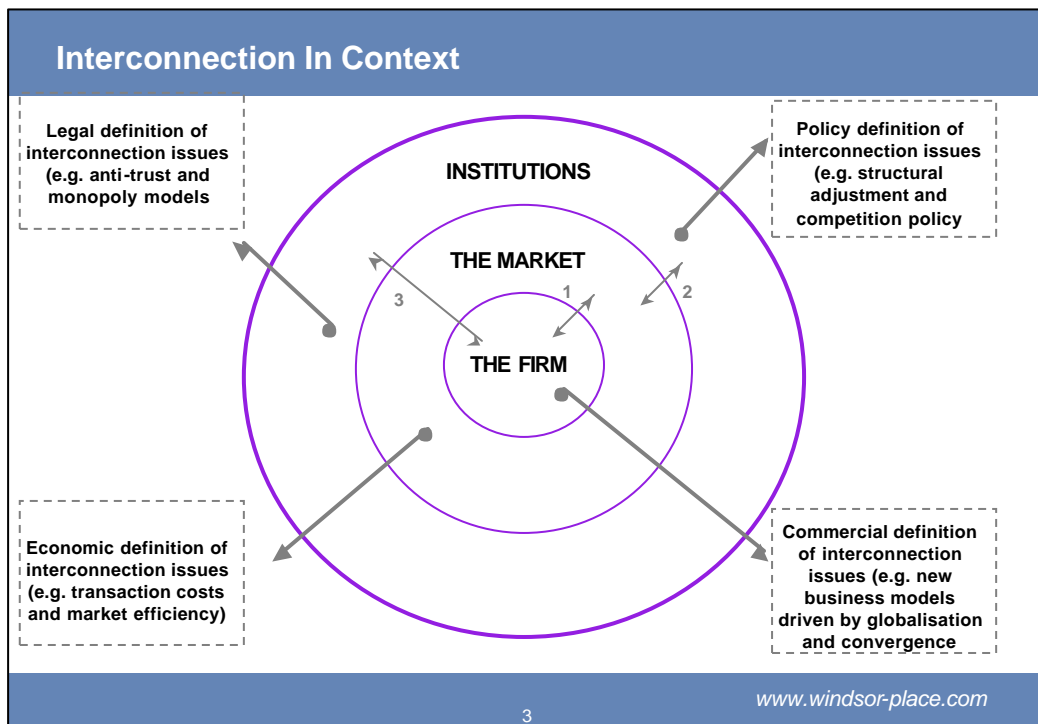 Interconnection In Context
Legal definition of
interconnection issues
(e.g. anti-trust and
monopoly models
Policy definition of
interconnection issues
(e.g. structural
adjustment and
competition policy
INSTITUTIONS
THE MARKET
3
1
2
THE FIRM
Economic definition of
interconnection issues
(e.g. transaction costs
and market efficiency)
Commercial definition
of interconnection
issues (e.g. new
business models
driven by globalisation
and convergence
www.windsor-place.com
3